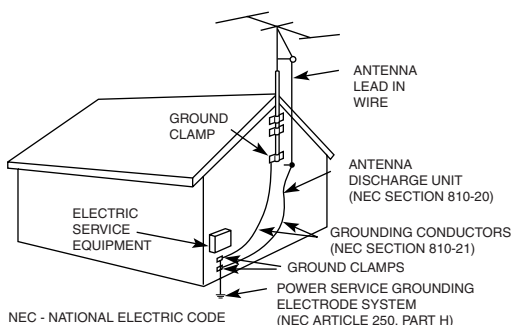 ANTENNA
LEAD IN
WIRE
GROUND
CLAMP
ANTENNA
DISCHARGE UNIT
(NEC SECTION 810-20)
ELECTRIC
SERVICE
EQUIPMENT
GROUNDING CONDUCTORS
(NEC SECTION 810-21)
GROUND CLAMPS
POWER SERVICE GROUNDING
ELECTRODE SYSTEM
(NEC ARTICLE 250, PART H)
NEC - NATIONAL ELECTRIC CODE